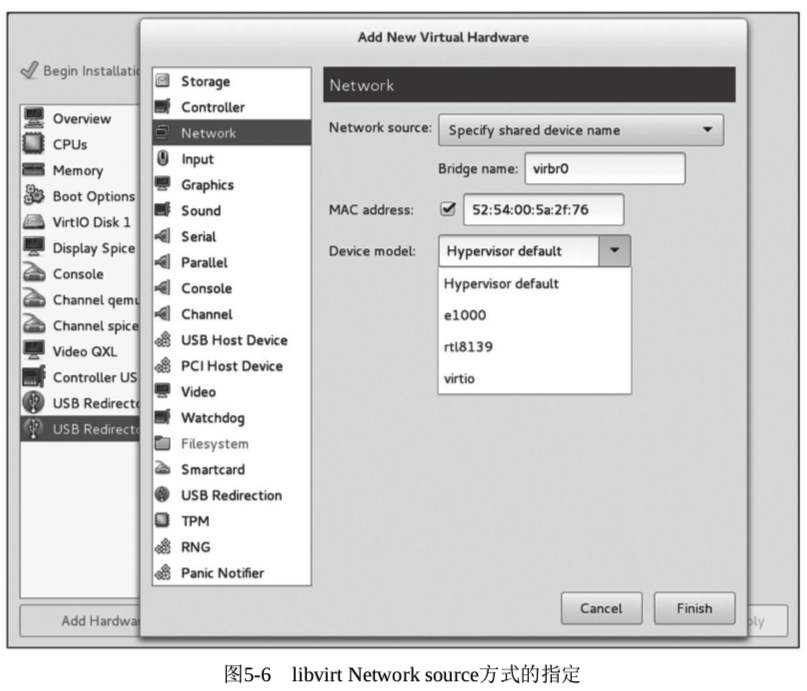 Add New Virtual Hardware
Begin Installatio
Overview
CPUs
Memory
Boot Options
VirtIO Disk 1
Display Spice
Console
Channel qemu
Channel spice
Video QXL
Controller US
USB Redirecto
USB Redirecto
Add Hardwa
Storage
Controller
Network
Input
Graphics
Sound
Serial
Parallel
Console
Channel
USB Host Device
PCI Host Device
Video
Watchdog
Filesystem
Smartcard
USB Redirection
TPM
RNG
Panic Notifier
Network
Network source: Specify shared device name
Bridge name: virbr0
MAC address: 52:54:00:5a:2f:76
Device model: Hypervisor default
Hypervisor default
e1000
rtl8139
virtio
Cancel Finish
ply
图5-6 libvirt Network source方式的指定